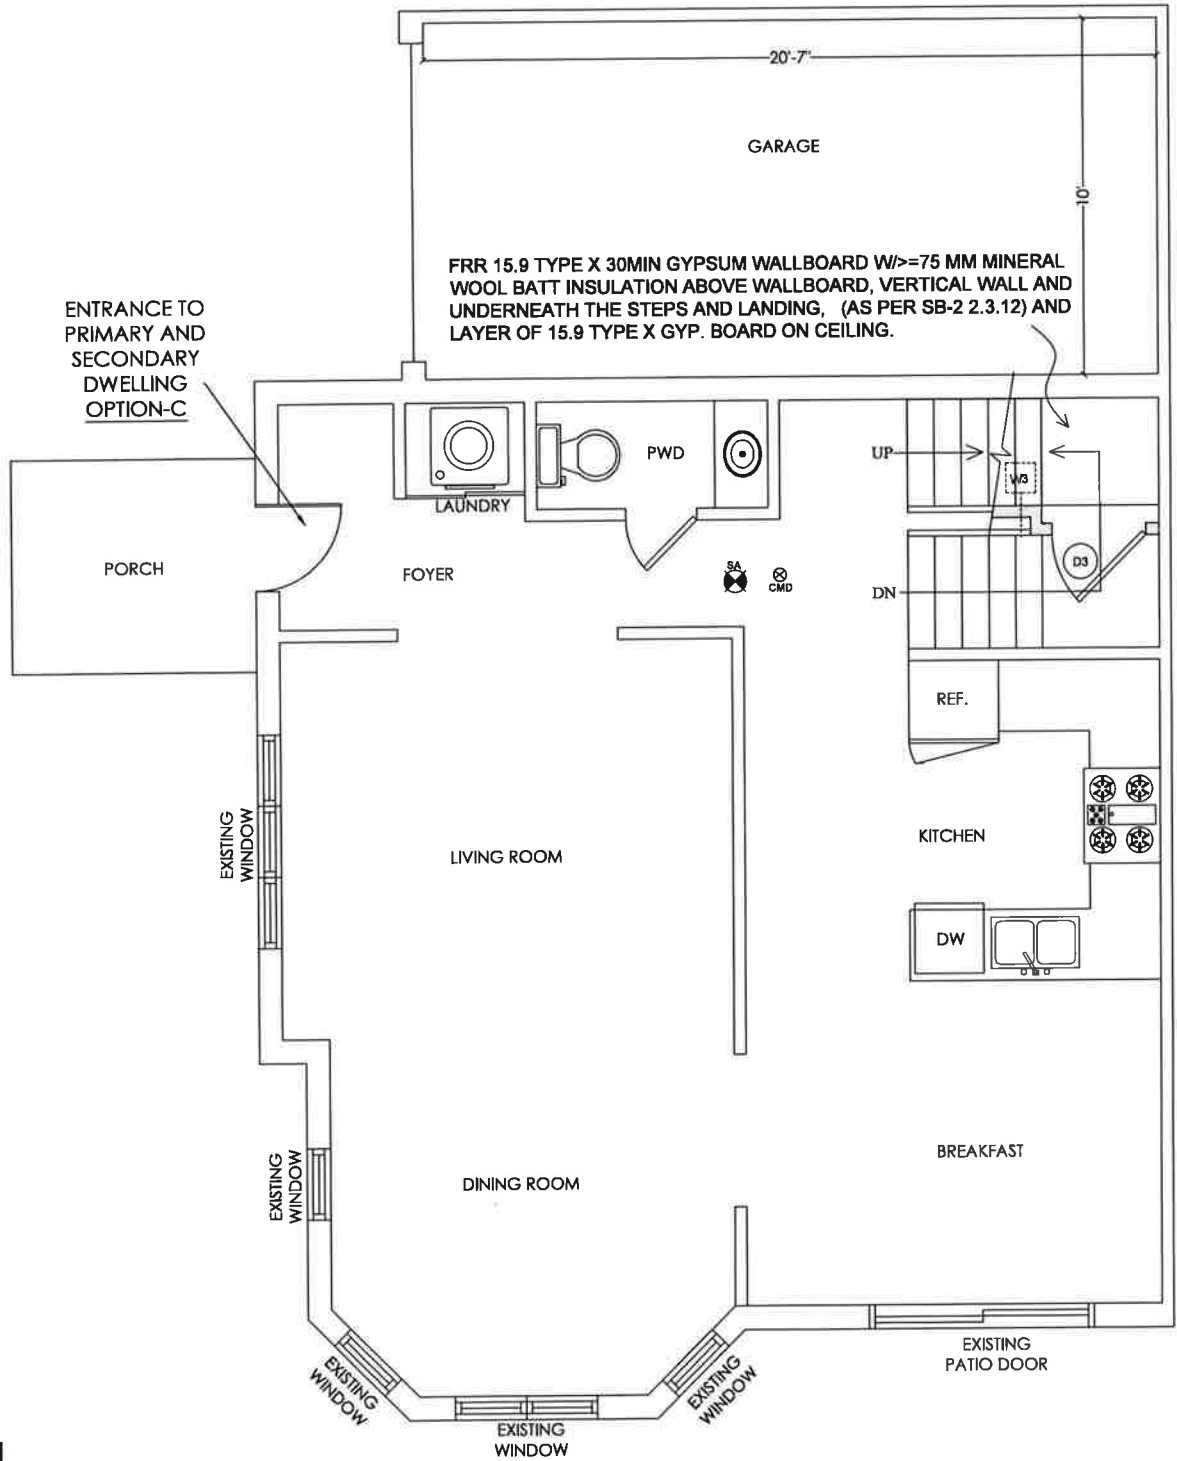 20'-7"
GARAGE
10'
FRR 15.9 TYPE X 30MIN GYPSUM WALLBOARD W/>=75 MM MINERAL
WOOL BATT INSULATION ABOVE WALLBOARD, VERTICAL WALL AND
UNDERNEATH THE STEPS AND LANDING, (AS PER SB-2 2.3.12) AND
LAYER OF 15.9 TYPE X GYP. BOARD ON CEILING.
ENTRANCE TO
PRIMARY AND
SECONDARY
DWELLING
OPTION-C
PWD
UP
W3
LAUNDRY
PORCH
FOYER
SA
CMD
D3
DN
REF.
EXISTING
WINDOW
LIVING ROOM
KITCHEN
DW
EXISTING
WINDOW
DINING ROOM
BREAKFAST
EXISTING
WINDOW
EXISTING
WINDOW
EXISTING
WINDOW
EXISTING
PATIO DOOR